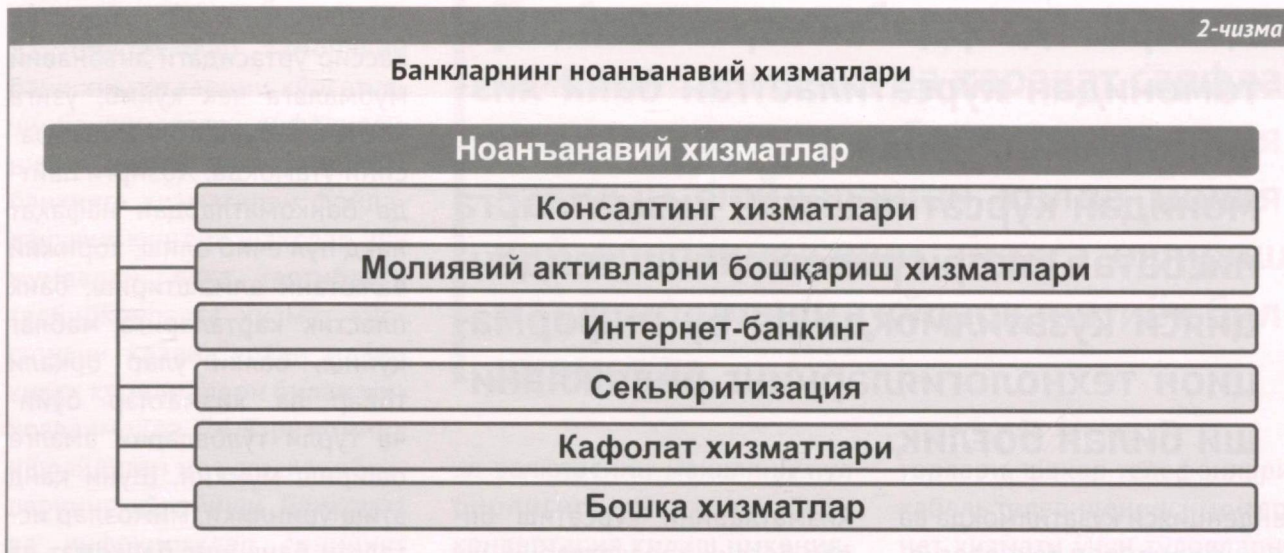 2-чизма
Банкларнинг ноанъанавий хизматлари
Ноанъанавий хизматлар
Консалтинг хизматлари
Молиявий активларни бошқариш хизматлари
Интернет-банкинг
Секьюритизация
Кафолат хизматлари
Бошқа хизматлар